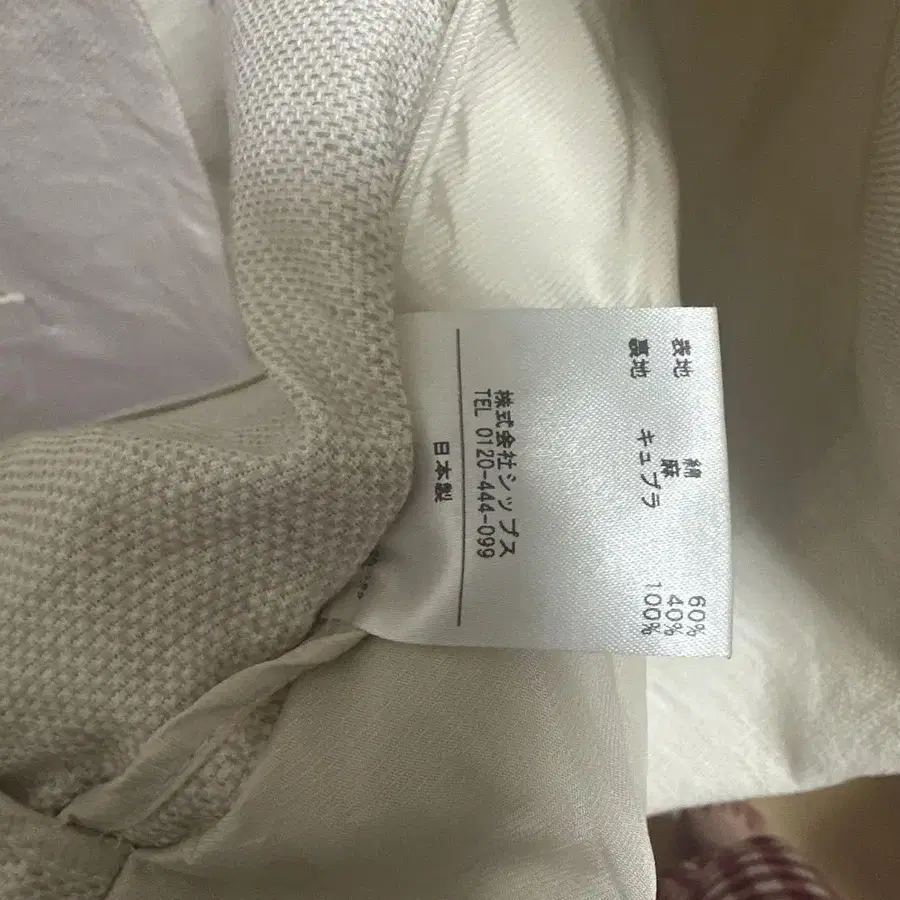 表地 絹 60%
麻 40%
裏地 キュプラ 100%
株式会社シップス
TEL 0120-444-099
日本製